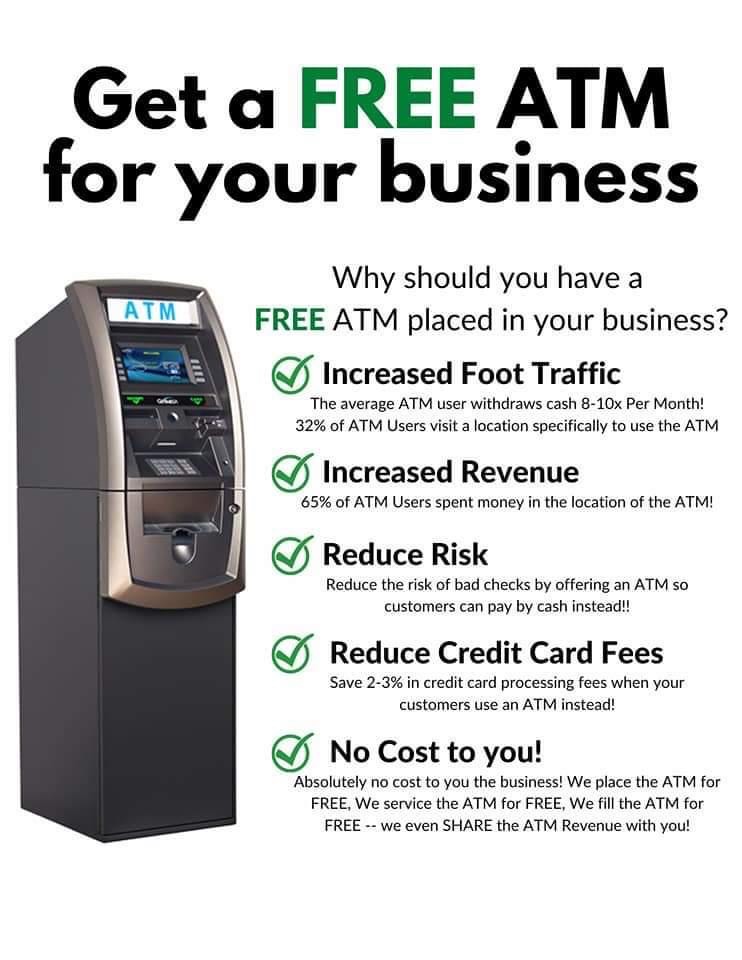 Get a FREE ATM
for your business
Why should you have a
FREE ATM placed in your business?
ATM
Increased Foot Traffic
The average ATM user withdraws cash 8-10x Per Month!
32% of ATM Users visit a location specifically to use the ATM
Increased Revenue
65% of ATM Users spent money in the location of the ATM!
Reduce Risk
Reduce the risk of bad checks by offering an ATM so
customers can pay by cash instead!!
Reduce Credit Card Fees
Save 2-3% in credit card processing fees when your
customers use an ATM instead!
No Cost to you!
Absolutely no cost to you the business! We place the ATM for
FREE, We service the ATM for FREE, We fill the ATM for
FREE -- we even SHARE the ATM Revenue with you!